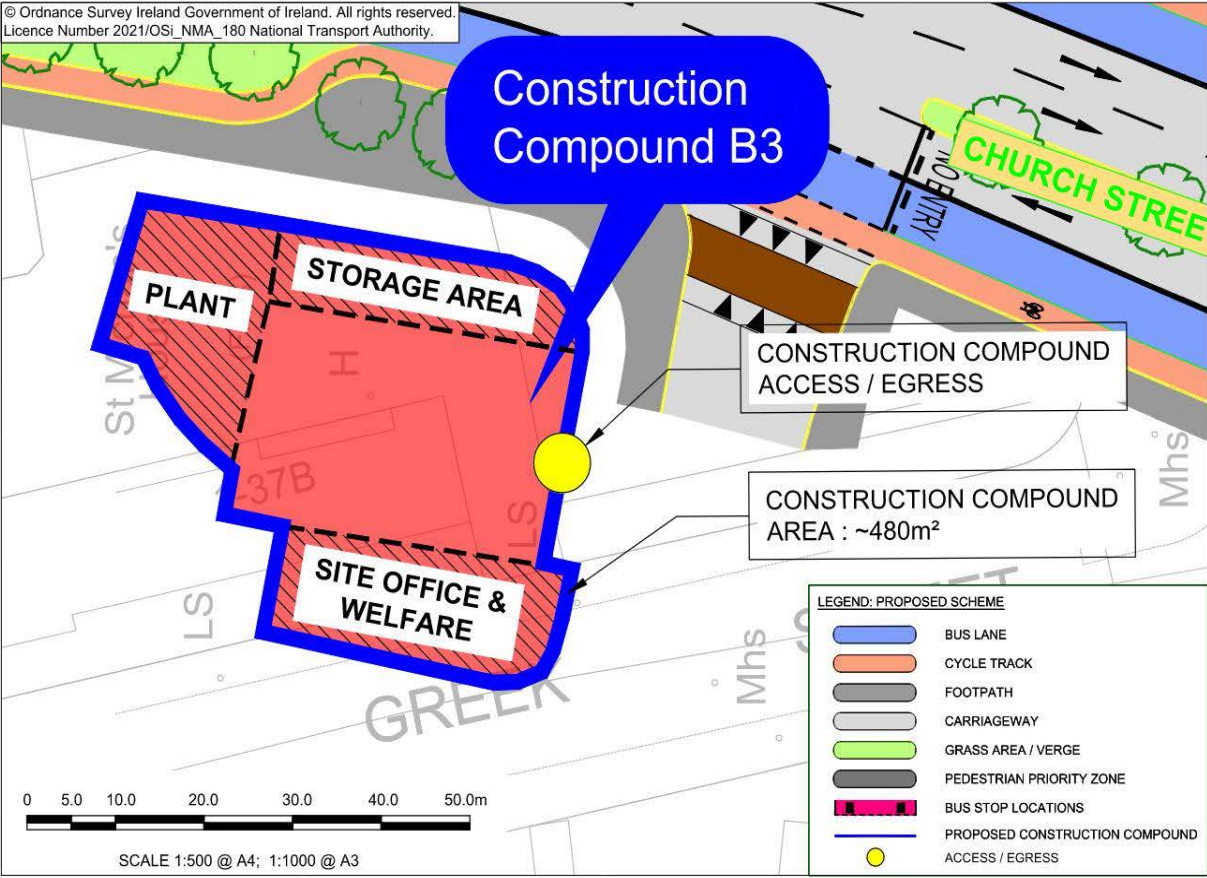 © Ordnance Survey Ireland Government of Ireland. All rights reserved.
Licence Number 2021/OSi_NMA_180 National Transport Authority.
Construction
Compound B3
CHURCH STREE
NO ENTRY
STORAGE AREA
PLANT
H
CONSTRUCTION COMPOUND
ACCESS / EGRESS
-37B
LS
Mhs
CONSTRUCTION COMPOUND
AREA : ~480m²
SITE OFFICE &
WELFARE
LS
Mhs
GREEK
LEGEND: PROPOSED SCHEME
BUS LANE
CYCLE TRACK
FOOTPATH
CARRIAGEWAY
GRASS AREA / VERGE
PEDESTRIAN PRIORITY ZONE
BUS STOP LOCATIONS
PROPOSED CONSTRUCTION COMPOUND
ACCESS / EGRESS
0 5.0 10.0 20.0 30.0 40.0 50.0m
SCALE 1:500 @ A4; 1:1000 @ A3